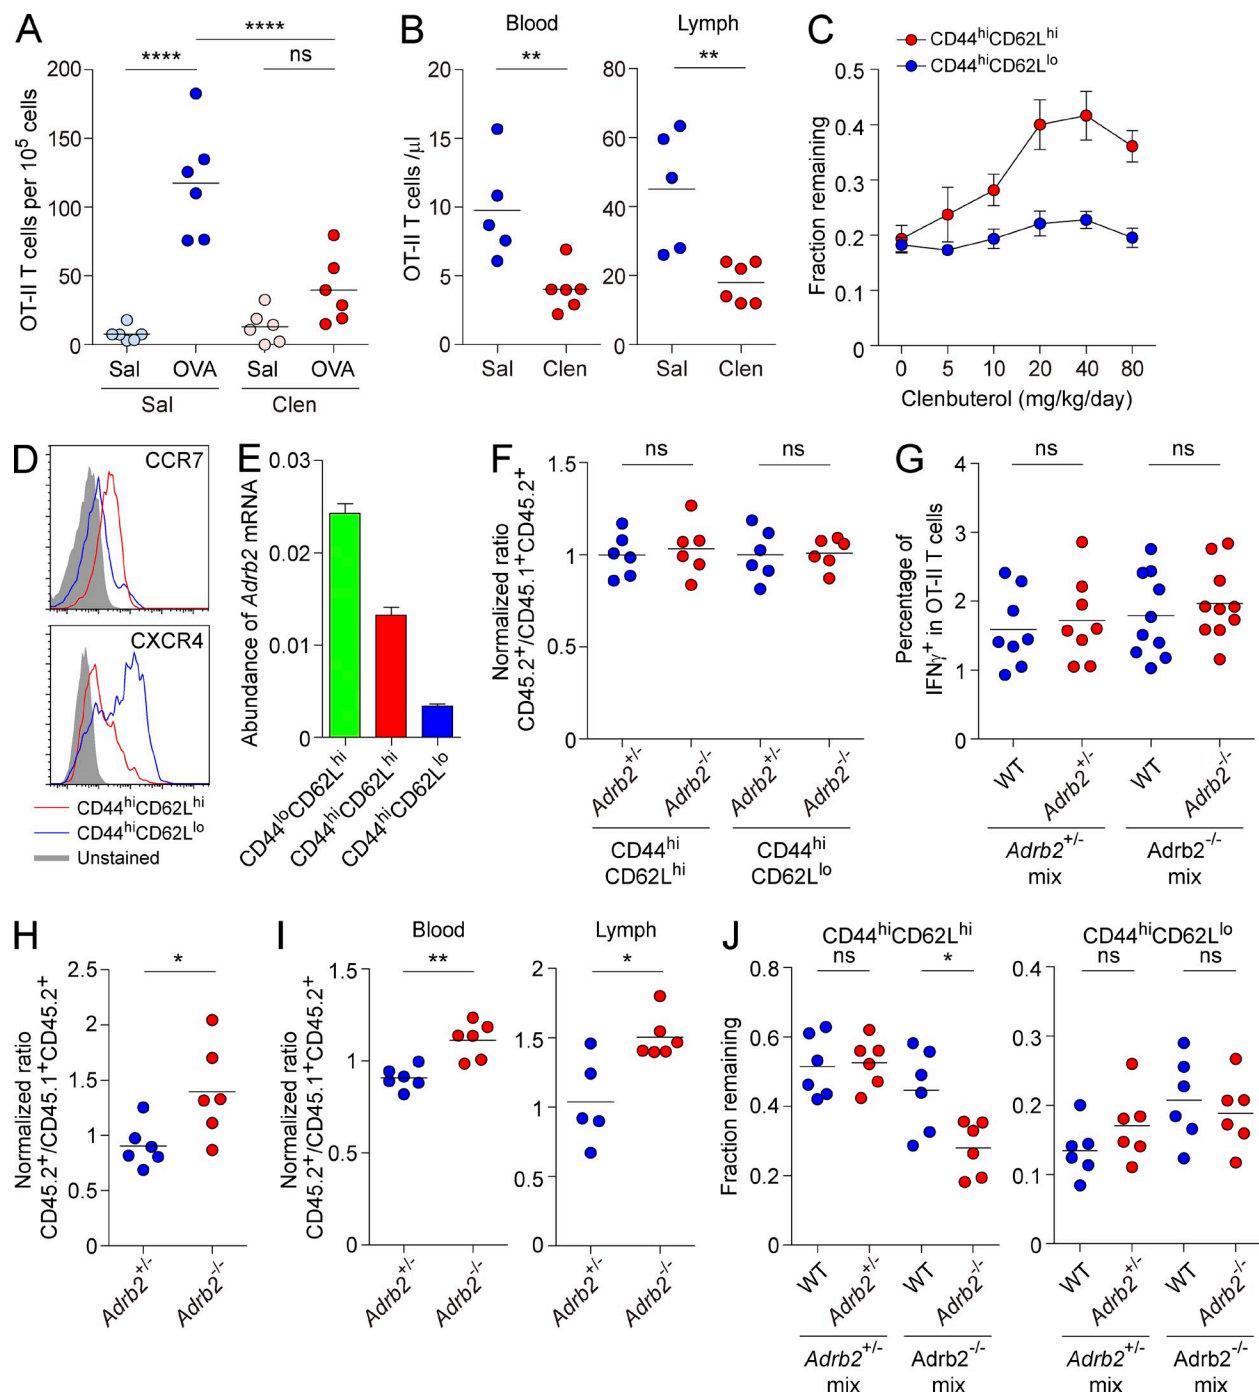 A
**** 
****
ns
OT-II T cells per 10⁵ cells
200
150
100
50
0
Sal
OVA
Sal
OVA
Sal
Clen
B
Blood
Lymph
**
**
OT-II T cells /μl
20
15
10
5
0
80
60
40
20
0
Sal
Clen
Sal
Clen
C
CD44ʰⁱCD62Lʰⁱ
CD44ʰⁱCD62Lˡᵒ
Fraction remaining
0.5
0.4
0.3
0.2
0.1
0
0
5
10
20
40
80
Clenbuterol (mg/kg/day)
D
CCR7
CXCR4
CD44ʰⁱCD62Lʰⁱ
CD44ʰⁱCD62Lˡᵒ
Unstained
E
Abundance of Adrb2 mRNA
0.03
0.02
0.01
0
CD44ˡᵒCD62Lʰⁱ
CD44ʰⁱCD62Lʰⁱ
CD44ʰⁱCD62Lˡᵒ
F
ns
ns
Normalized ratio
CD45.2⁺/CD45.1⁺CD45.2⁺
1.5
1
0.5
0
Adrb2⁺/⁻
Adrb2⁻/⁻
Adrb2⁺/⁻
Adrb2⁻/⁻
CD44ʰⁱ
CD62Lʰⁱ
CD44ʰⁱ
CD62Lˡᵒ
G
ns
ns
Percentage of
IFNγ⁺ in OT-II T cells
4
3
2
1
0
WT
Adrb2⁺/⁻
WT
Adrb2⁻/⁻
Adrb2⁺/⁻
mix
Adrb2⁻/⁻
mix
H
*
Normalized ratio
CD45.2⁺/CD45.1⁺CD45.2⁺
2.5
2
1.5
1
0.5
0
Adrb2⁺/⁻
Adrb2⁻/⁻
I
Blood
Lymph
**
*
Normalized ratio
CD45.2⁺/CD45.1⁺CD45.2⁺
1.5
1
0.5
0
2
1.5
1
0.5
0
Adrb2⁺/⁻
Adrb2⁻/⁻
Adrb2⁺/⁻
Adrb2⁻/⁻
J
CD44ʰⁱCD62Lʰⁱ
CD44ʰⁱCD62Lˡᵒ
ns
*
ns
ns
Fraction remaining
0.8
0.6
0.4
0.2
0
0.4
0.3
0.2
0.1
0
WT
Adrb2⁺/⁻
WT
Adrb2⁻/⁻
WT
Adrb2⁺/⁻
WT
Adrb2⁻/⁻
Adrb2⁺/⁻
mix
Adrb2⁻/⁻
mix
Adrb2⁺/⁻
mix
Adrb2⁻/⁻
mix